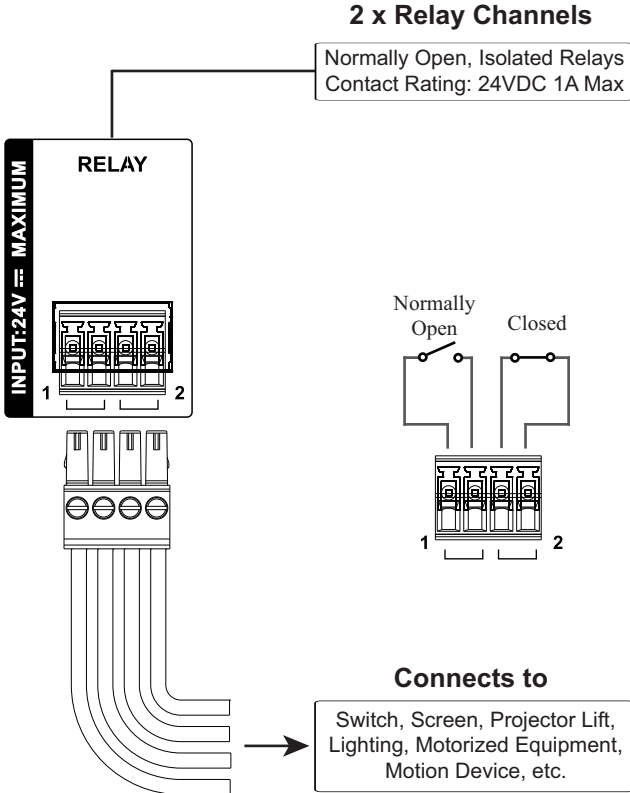 2 x Relay Channels
Normally Open, Isolated Relays
Contact Rating: 24VDC 1A Max
INPUT:24V ⎓ MAXIMUM
RELAY
1 2
Normally
Open
Closed
1 2
Connects to
Switch, Screen, Projector Lift,
Lighting, Motorized Equipment,
Motion Device, etc.